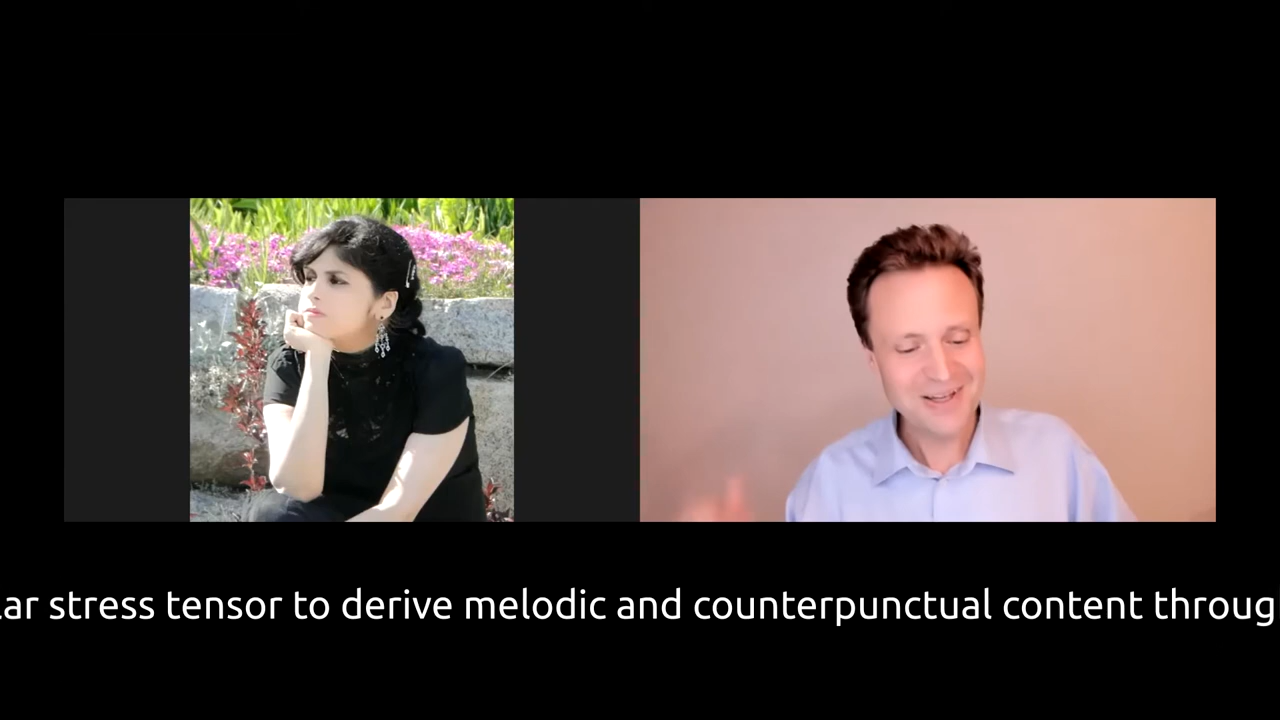 ar stress tensor to derive melodic and counterpunctual content throug